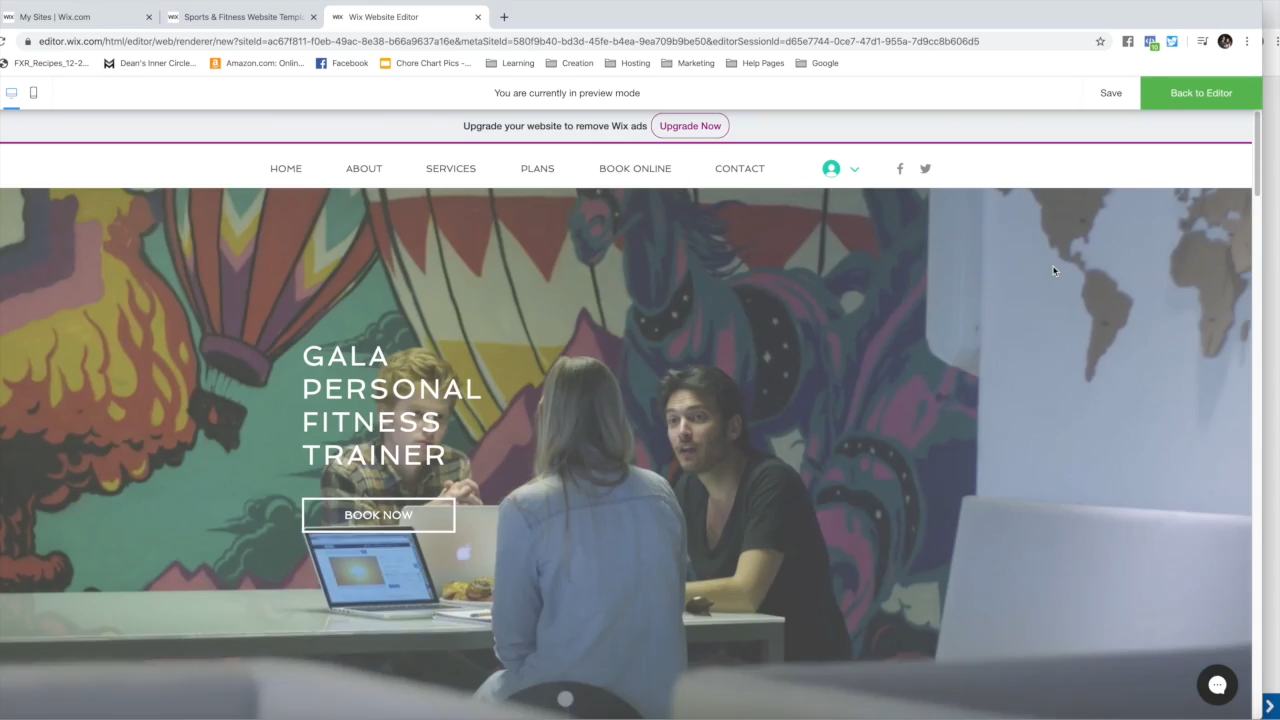 WIX My Sites | Wix.com
WIX Sports & Fitness Website Templ
WIX Wix Website Editor
editor.wix.com/html/editor/web/renderer/new?siteId=ac67f811-f0eb-49ac-8e38-b66a9637a16e&metaSiteId=580f9b40-bd3d-45fe-b4ea-9ea709b9be50&editorSessionId=d65e7744-0ce7-47d1-955a-7d9cc8b606d5
10
FXR_Recipes_12-2... Dean's Inner Circle... Amazon.com: Onlin... Facebook Chore Chart Pics -... Learning Creation Hosting Marketing Help Pages Google
You are currently in preview mode
Save
Back to Editor
Upgrade your website to remove Wix ads Upgrade Now
HOME ABOUT SERVICES PLANS BOOK ONLINE CONTACT
GALA
PERSONAL
FITNESS
TRAINER
BOOK NOW